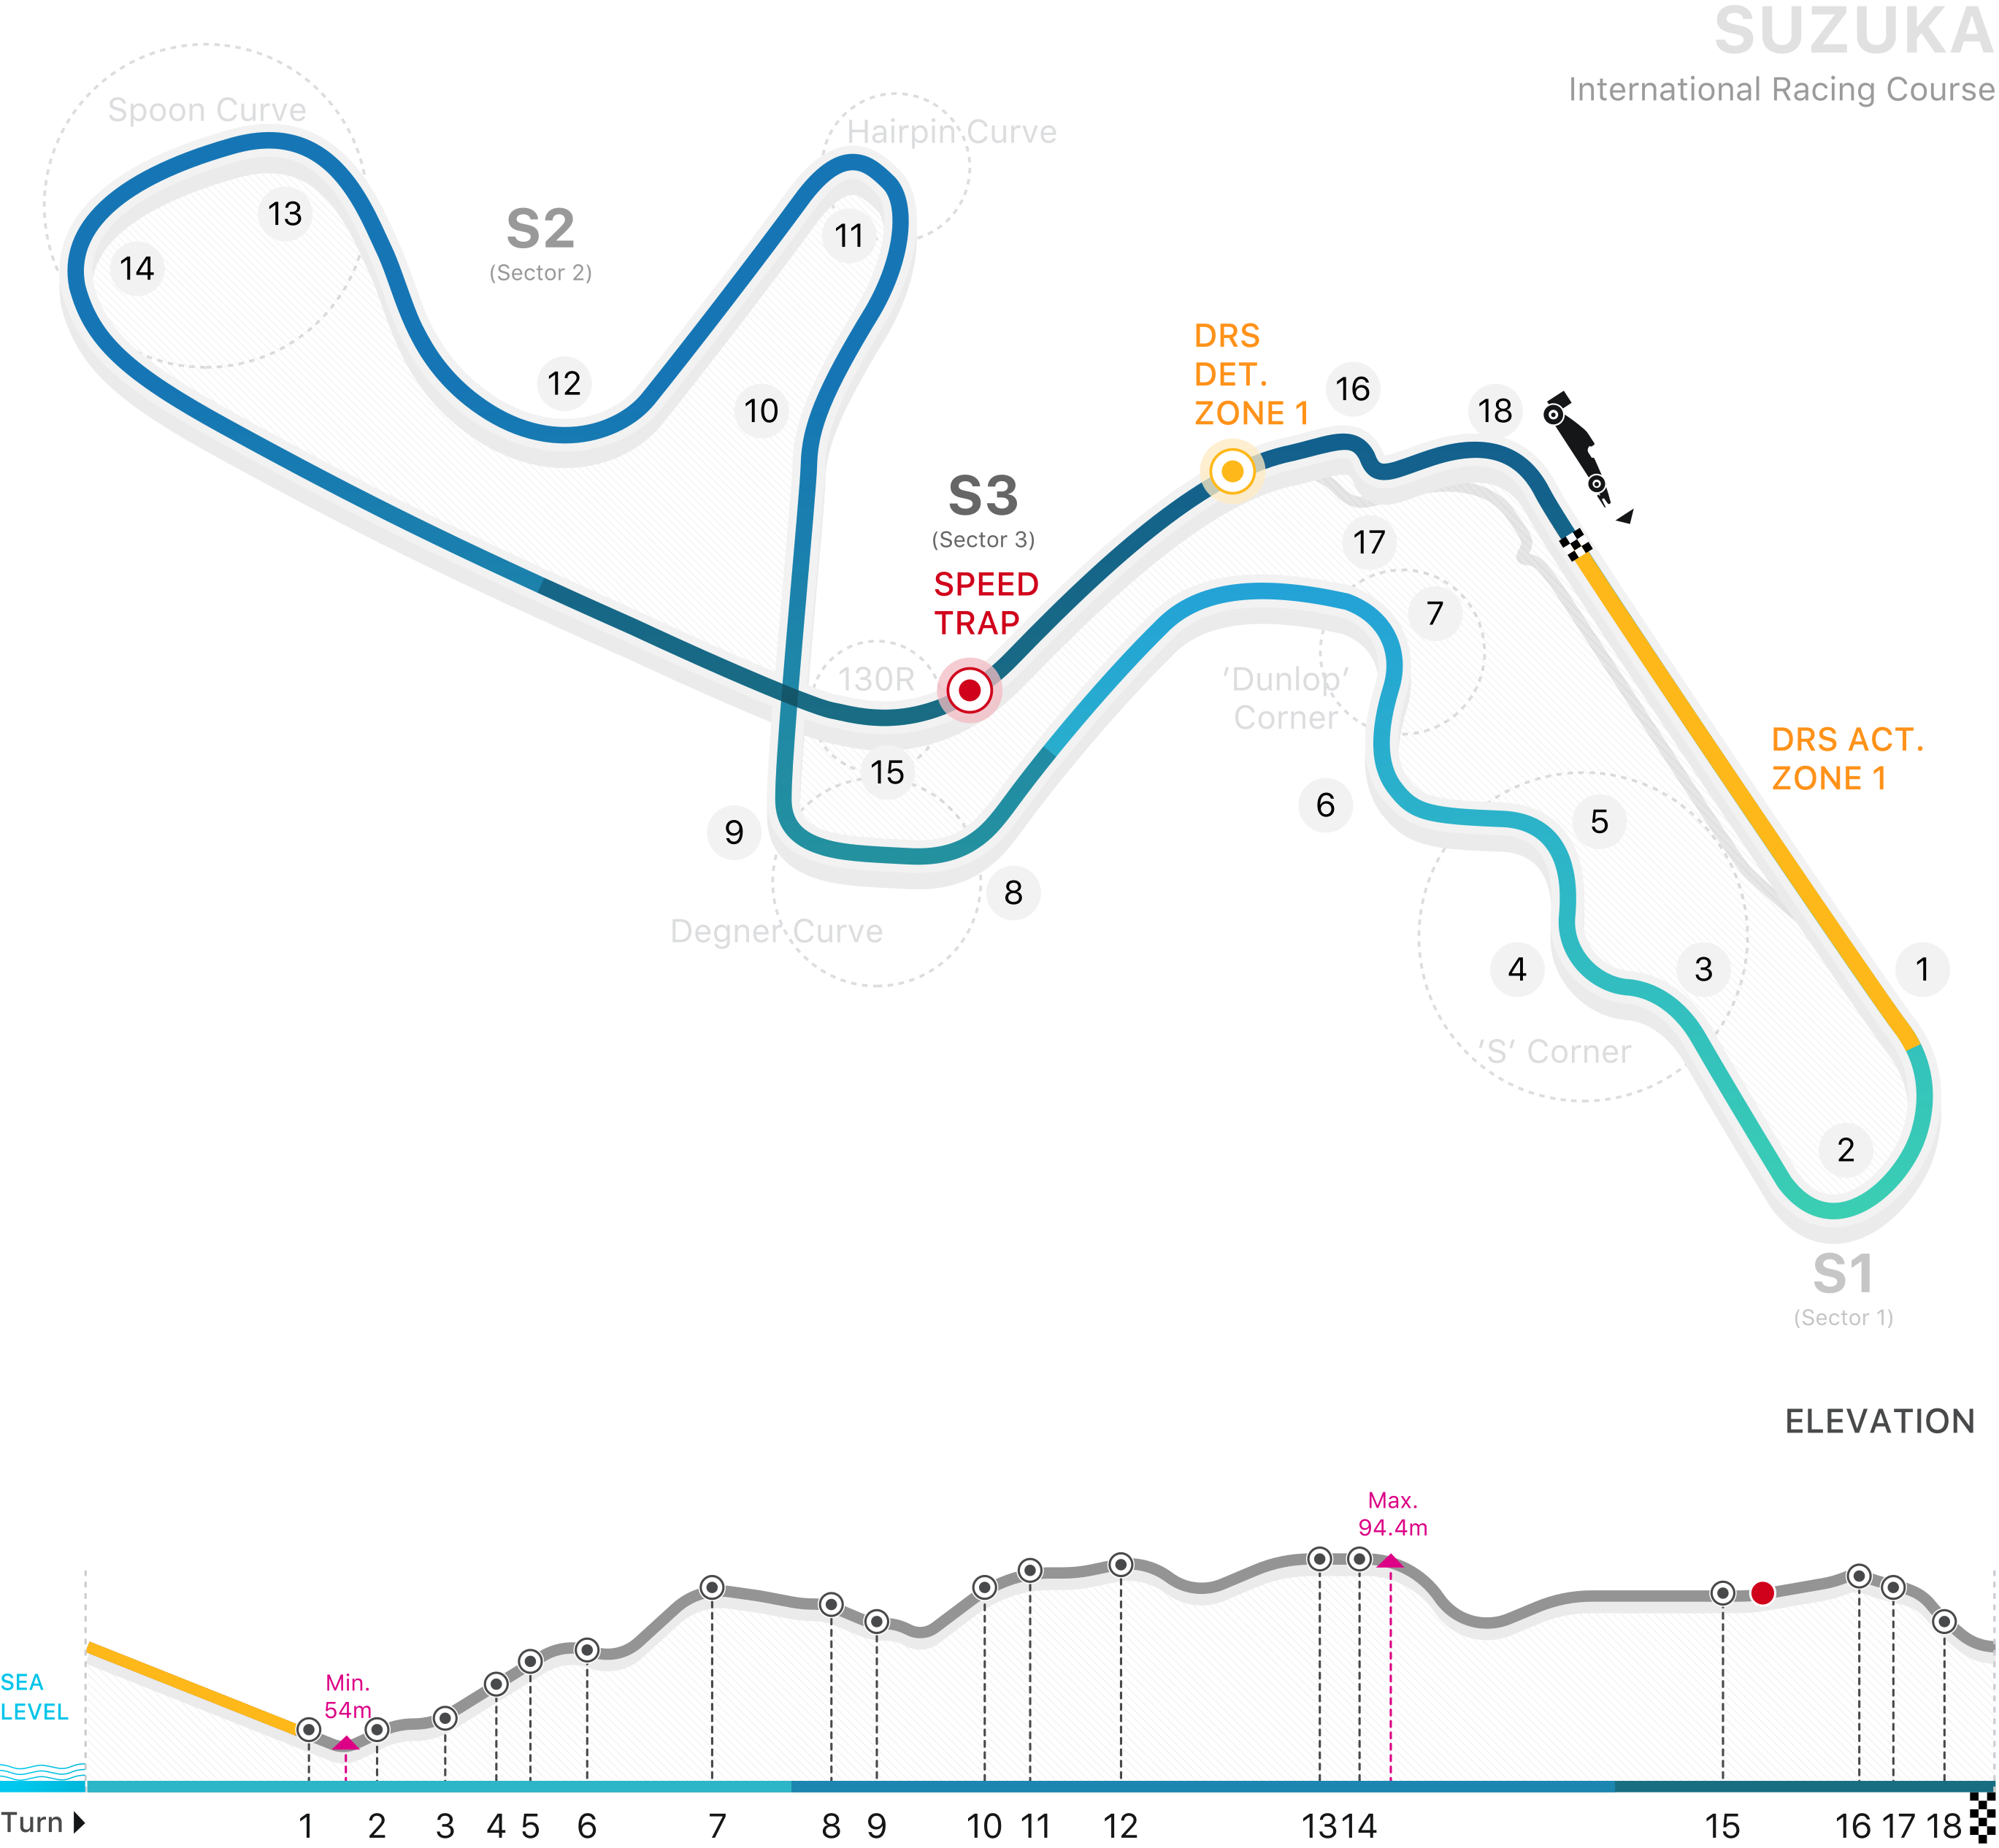 SUZUKA
International Racing Course
Spoon Curve
Hairpin Curve
13
S2
(Sector 2)
11
14
12
10
DRS
DET.
ZONE 1
16
18
S3
(Sector 3)
17
SPEED
TRAP
7
130R
'Dunlop'
Corner
DRS ACT.
ZONE 1
15
6
5
9
8
Degner Curve
4
3
1
'S' Corner
2
S1
(Sector 1)
ELEVATION
Max.
94.4m
Min.
54m
SEA
LEVEL
Turn 1 2 3 4 5 6 7 8 9 10 11 12 13 14 15 16 17 18